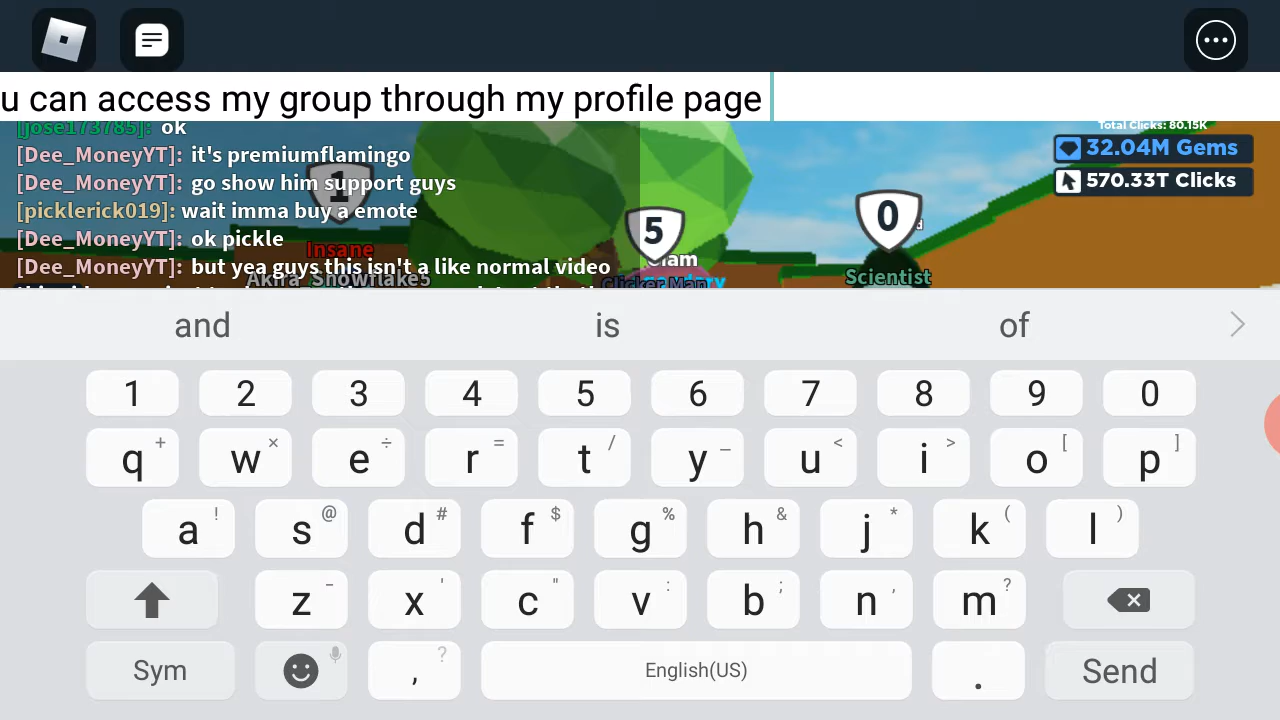 u can access my group through my profile page
[jose173785]: ok
[Dee_MoneyYT]: it's premiumflamingo
[Dee_MoneyYT]: go show him support guys
[picklerick019]: wait imma buy a emote
[Dee_MoneyYT]: ok pickle
[Dee_MoneyYT]: but yea guys this isn't a like normal video
Total Clicks: 80.15K
32.04M Gems
570.33T Clicks
1
Insane
Akira_Snowflake5
5
Clicker Man
0
Scientist
and is of
1 2 3 4 5 6 7 8 9 0
q + w × e ÷ r = t / y _ u < i > o [ p ]
a ! s @ d # f $ g % h & j * k ( l )
z - x ' c " v : b ; n , m ?
Sym , ? English(US) . Send